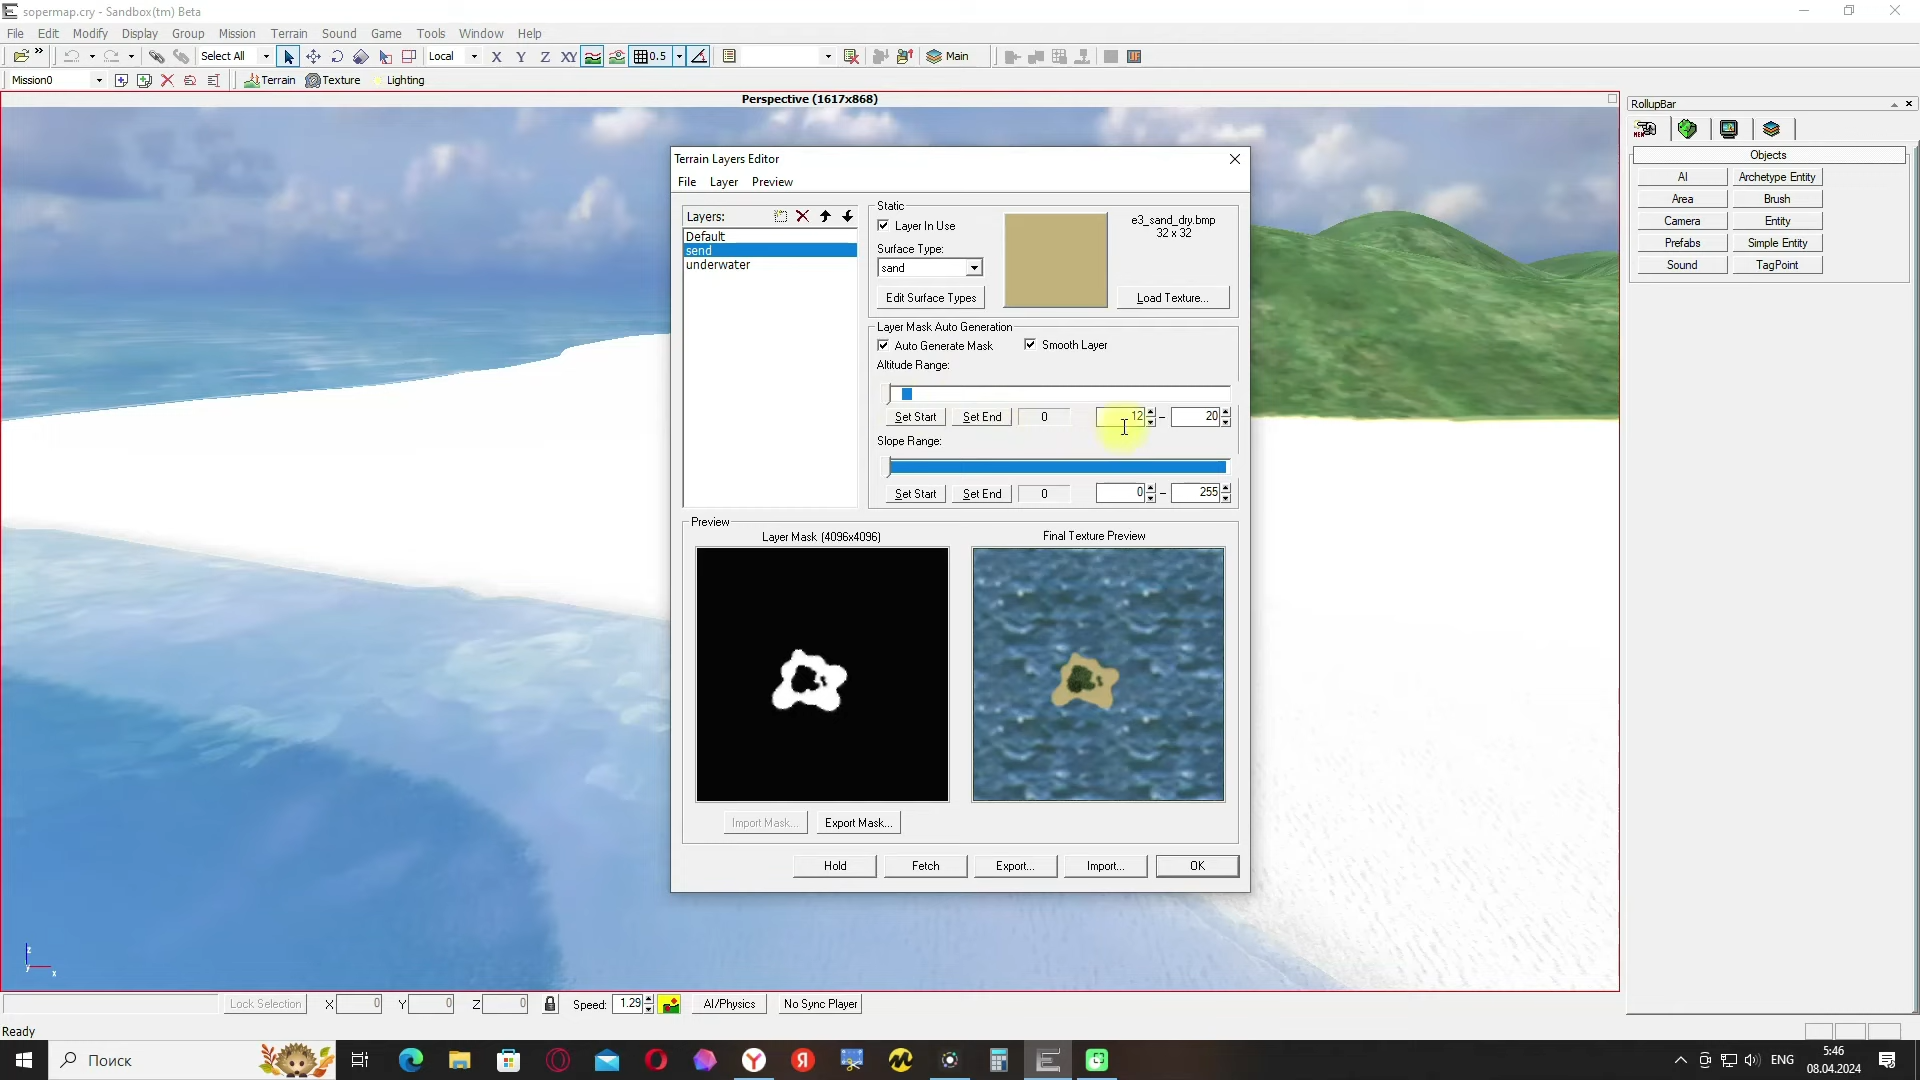 sopermap.cry - Sandbox(tm) Beta
File Edit Modify Display Group Mission Terrain Sound Game Tools Window Help
Select All Local X Y Z XY 0.5 Main
Mission0 Terrain Texture Lighting
Perspective (1617x868)
RollupBar
Objects
AI Archetype Entity
Area Brush
Camera Entity
Prefabs Simple Entity
Sound TagPoint
Terrain Layers Editor
File Layer Preview
Layers:
Default
send
underwater
Static
Layer In Use
Surface Type:
sand
Edit Surface Types
e3_sand_dry.bmp
32 x 32
Load Texture...
Layer Mask Auto Generation
Auto Generate Mask Smooth Layer
Altitude Range:
Set Start Set End 0 12 – 20
Slope Range:
Set Start Set End 0 0 – 255
Preview
Layer Mask (4096x4096) Final Texture Preview
Import Mask... Export Mask...
Hold Fetch Export... Import... OK
z
y x
Lock Selection X 0 Y 0 Z 0 Speed: 1.29 AI/Physics No Sync Player
Ready
Поиск
ENG
5:46
08.04.2024